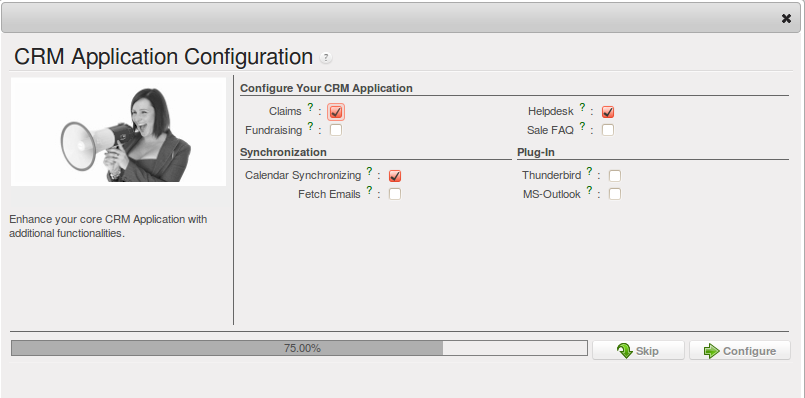 CRM Application Configuration ?
Configure Your CRM Application
Claims ? :
Helpdesk ? :
Fundraising ? :
Sale FAQ ? :
Synchronization
Plug-In
Calendar Synchronizing ? :
Thunderbird ? :
Fetch Emails ? :
MS-Outlook ? :
Enhance your core CRM Application with
additional functionalities.
75.00%
Skip
Configure